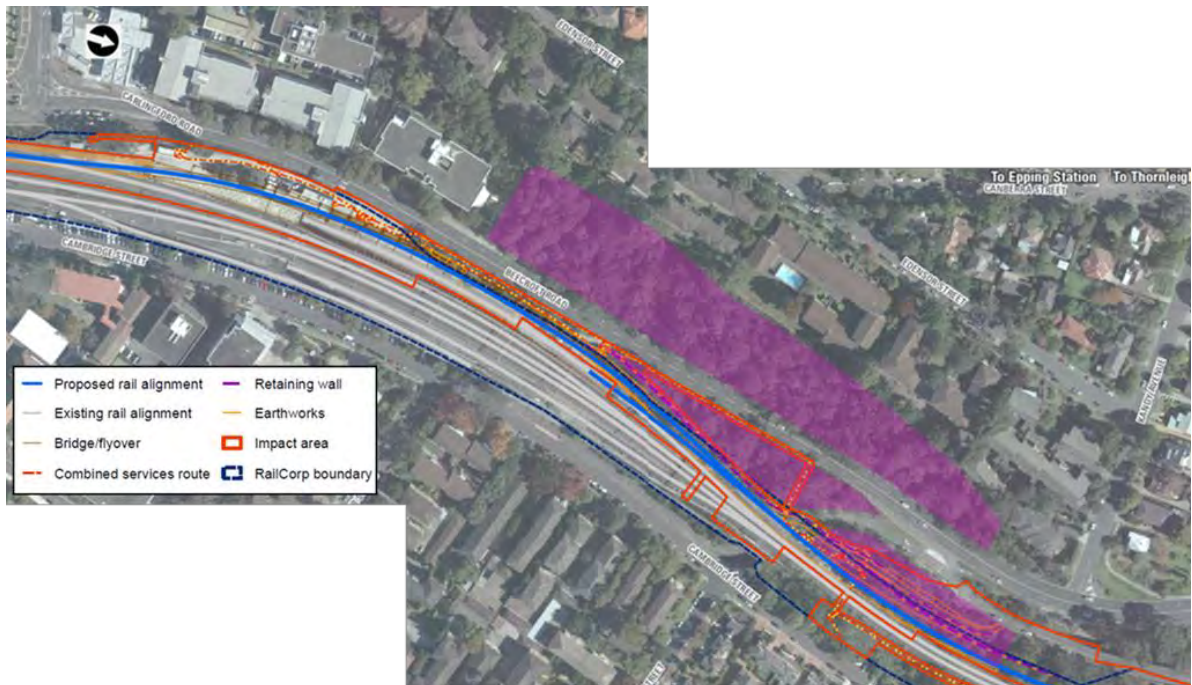 EDENSOR STREET
CARLINGFORD ROAD
To Epping Station To Thornleigh
CANBERRA STREET
CAMBRIDGE STREET
BEECROFT ROAD
EDENSOR STREET
Proposed rail alignment
Retaining wall
Existing rail alignment
Earthworks
Bridge/flyover
Impact area
Combined services route
RailCorp boundary
CAMBRIDGE STREET
STREET